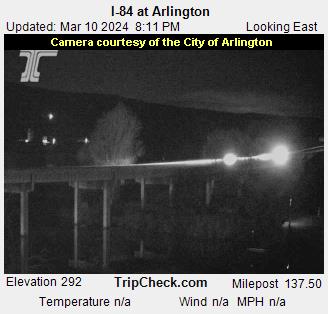 I-84 at Arlington
Updated: Mar 10 2024 8:11 PM Looking East
Camera courtesy of the City of Arlington
Elevation 292 TripCheck.com Milepost 137.50
Temperature n/a Wind n/a MPH n/a